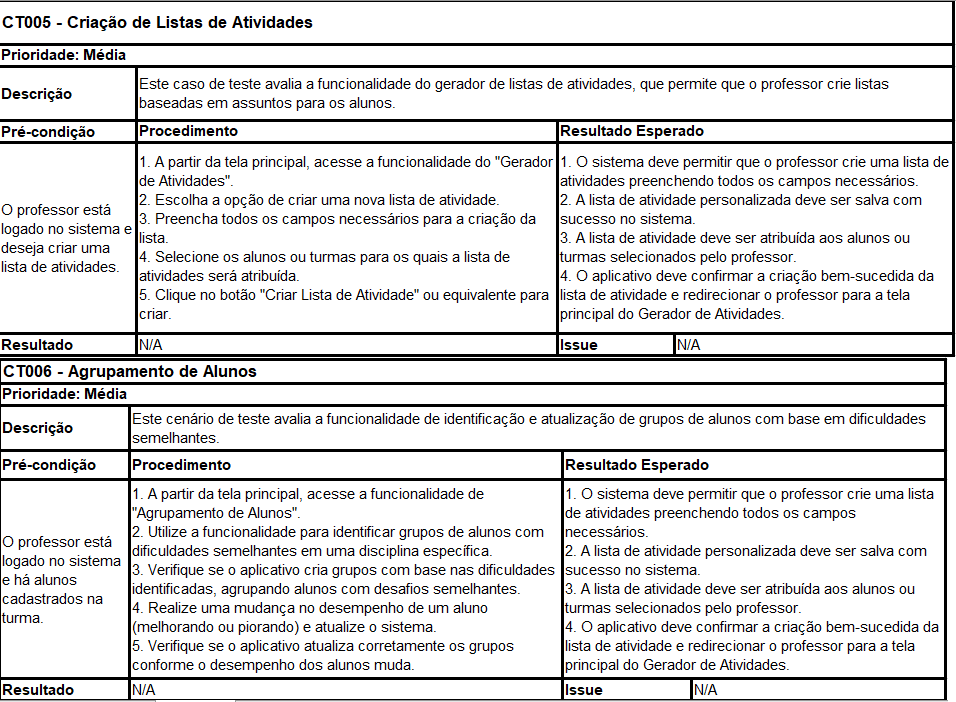 CT005 - Criação de Listas de Atividades
Prioridade: Média
Descrição
Este caso de teste avalia a funcionalidade do gerador de listas de atividades, que permite que o professor crie listas
baseadas em assuntos para os alunos.
Pré-condição
Procedimento
Resultado Esperado
O professor está
logado no sistema e
deseja criar uma
lista de atividades.
1. A partir da tela principal, acesse a funcionalidade do "Gerador
de Atividades".
2. Escolha a opção de criar uma nova lista de atividade.
3. Preencha todos os campos necessários para a criação da
lista.
4. Selecione os alunos ou turmas para os quais a lista de
atividades será atribuída.
5. Clique no botão "Criar Lista de Atividade" ou equivalente para
criar.
1. O sistema deve permitir que o professor crie uma lista de
atividades preenchendo todos os campos necessários.
2. A lista de atividade personalizada deve ser salva com
sucesso no sistema.
3. A lista de atividade deve ser atribuída aos alunos ou
turmas selecionados pelo professor.
4. O aplicativo deve confirmar a criação bem-sucedida da
lista de atividade e redirecionar o professor para a tela
principal do Gerador de Atividades.
Resultado
N/A
Issue
N/A
CT006 - Agrupamento de Alunos
Prioridade: Média
Descrição
Este cenário de teste avalia a funcionalidade de identificação e atualização de grupos de alunos com base em dificuldades
semelhantes.
Pré-condição
Procedimento
Resultado Esperado
O professor está
logado no sistema
e há alunos
cadastrados na
turma.
1. A partir da tela principal, acesse a funcionalidade de
"Agrupamento de Alunos".
2. Utilize a funcionalidade para identificar grupos de alunos com
dificuldades semelhantes em uma disciplina específica.
3. Verifique se o aplicativo cria grupos com base nas dificuldades
identificadas, agrupando alunos com desafios semelhantes.
4. Realize uma mudança no desempenho de um aluno
(melhorando ou piorando) e atualize o sistema.
5. Verifique se o aplicativo atualiza corretamente os grupos
conforme o desempenho dos alunos muda.
1. O sistema deve permitir que o professor crie uma lista
de atividades preenchendo todos os campos
necessários.
2. A lista de atividade personalizada deve ser salva com
sucesso no sistema.
3. A lista de atividade deve ser atribuída aos alunos ou
turmas selecionados pelo professor.
4. O aplicativo deve confirmar a criação bem-sucedida da
lista de atividade e redirecionar o professor para a tela
principal do Gerador de Atividades.
Resultado
N/A
Issue
N/A